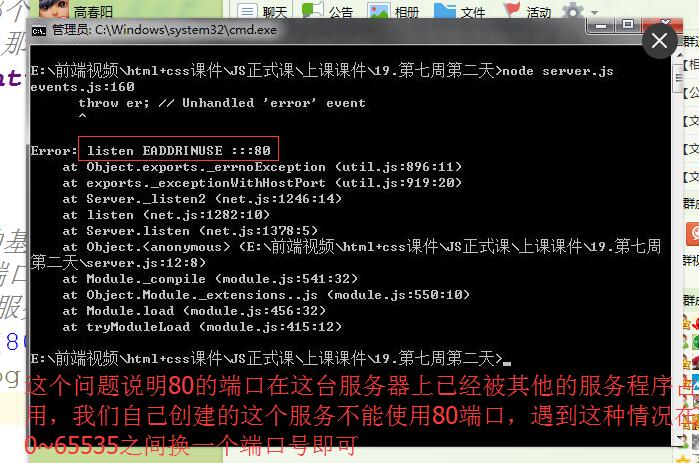 个
高春阳
聊天
公告
相册
文件
活动
管理员: C:\Windows\system32\cmd.exe
E:\前端视频\html+css课件\JS正式课\上课课件\19.第七周第二天>node server.js
events.js:160
throw er; // Unhandled 'error' event
^
Error: listen EADDRINUSE :::80
at Object.exports._errnoException (util.js:896:11)
at exports._exceptionWithHostPort (util.js:919:20)
at Server._listen2 (net.js:1246:14)
at listen (net.js:1282:10)
at Server.listen (net.js:1378:5)
at Object.<anonymous> (E:\前端视频\html+css课件\JS正式课\上课课件\19.第七周
第二天\server.js:12:8)
at Module._compile (module.js:541:32)
at Object.Module._extensions..js (module.js:550:10)
at Module.load (module.js:456:32)
at tryModuleLoad (module.js:415:12)
E:\前端视频\html+css课件\JS正式课\上课课件\19.第七周第二天>_
这个问题说明80的端口在这台服务器上已经被其他的服务程序占
用，我们自己创建的这个服务不能使用80端口，遇到这种情况在
0~65535之间换一个端口号即可